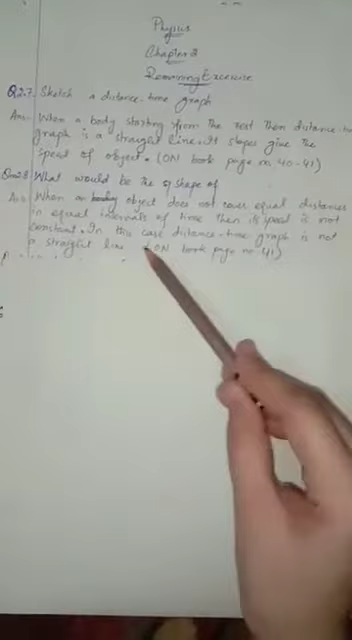 Physics
Chapter 2
Remaining Excercise
Q2.7. Sketch a distance-time graph
Ans: When a body starting from the rest then distance-time
graph is a straight line. It slopes give the
speed of object. (ON book page no 40-41)
Qno2.8 What would be the shape of
Ans When an object does not cover equal distances
in equal intervals of time then its speed is not
constant. In this case distance-time graph is not
a straight line (ON book page no 41)